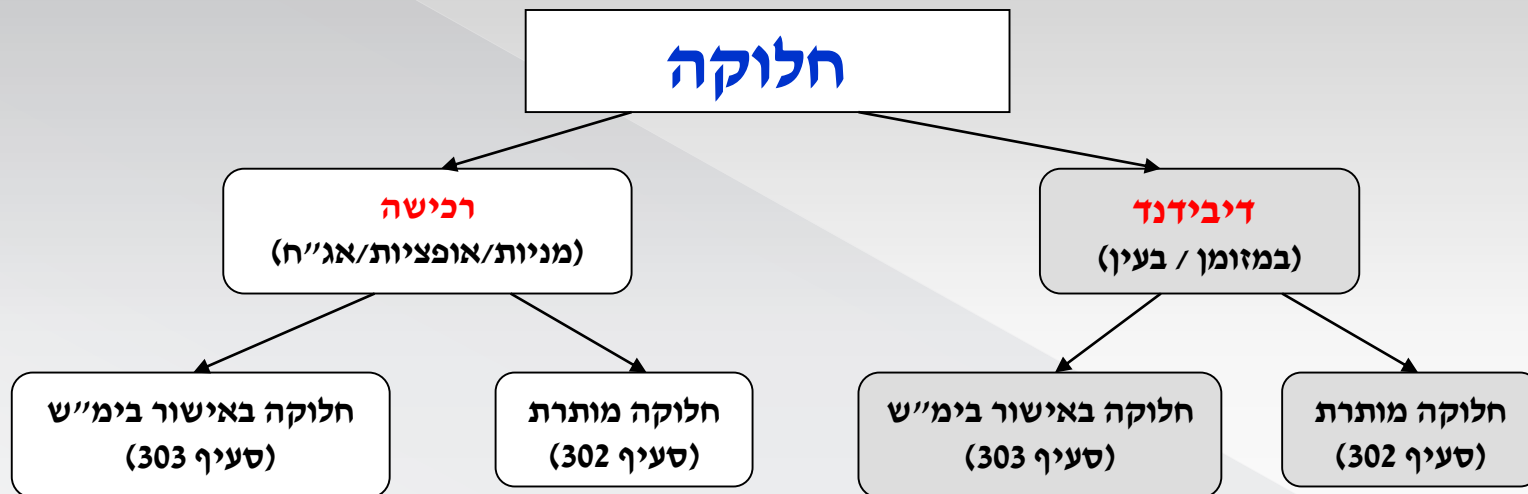 חלוקה
דיבידנד
(במזומן / בעין)
רכישה
(מניות/אופציות/אג״ח)
חלוקה מותרת
(סעיף 302)
חלוקה באישור בימ״ש
(סעיף 303)
חלוקה מותרת
(סעיף 302)
חלוקה באישור בימ״ש
(סעיף 303)